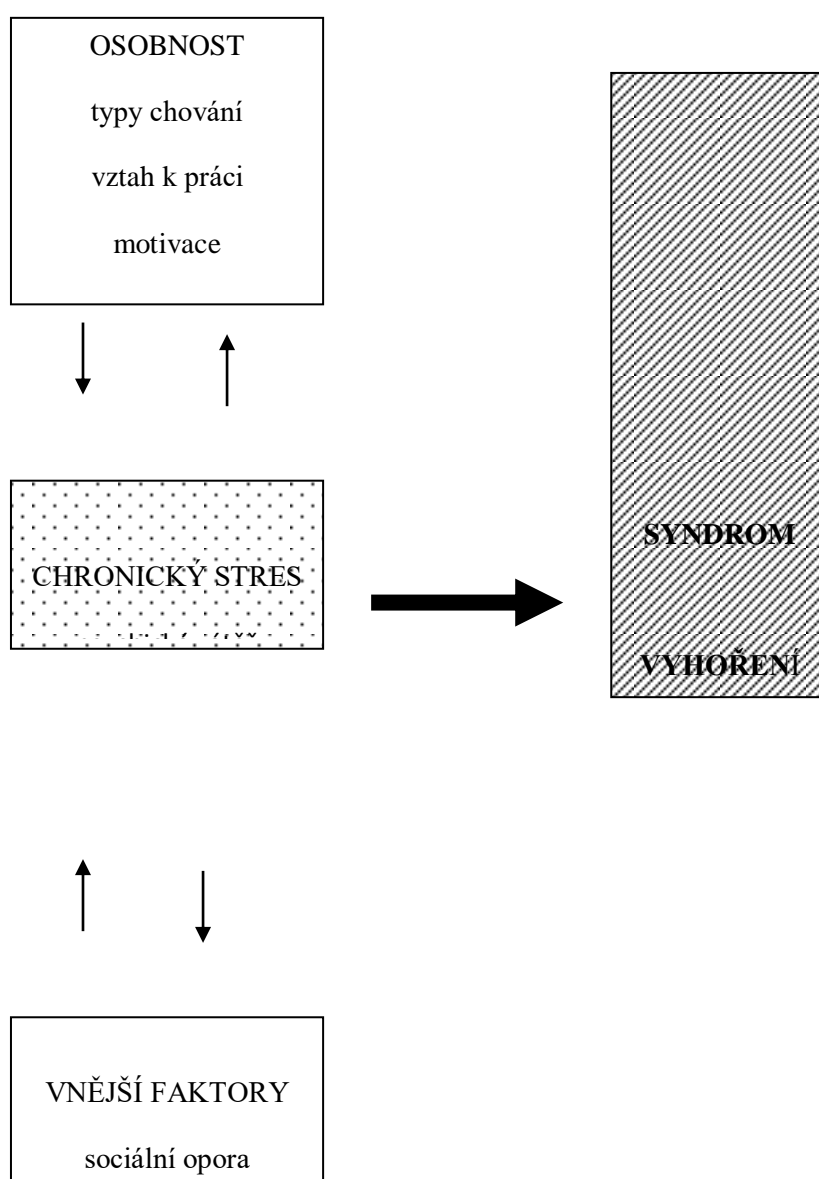 OSOBNOST
typy chování
vztah k práci
motivace
CHRONICKÝ STRES
SYNDROM
VYHOŘENÍ
VNĚJŠÍ FAKTORY
sociální opora